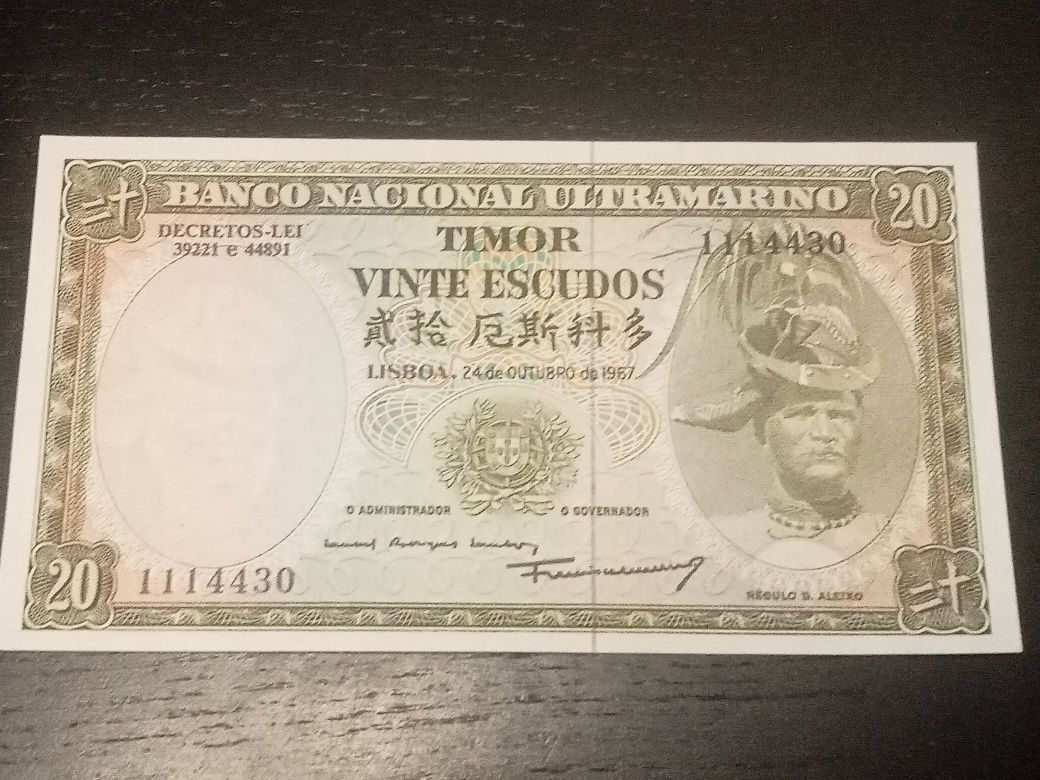 二十
BANCO NACIONAL ULTRAMARINO
20
DECRETOS-LEI
39221 e 44891
TIMOR
1114430
VINTE ESCUDOS
貳拾 厄斯科多
LISBOA, 24 de OUTUBRO de 1967.
O ADMINISTRADOR
O GOVERNADOR
20
1114430
RÉGULO D. ALEIXO
二十